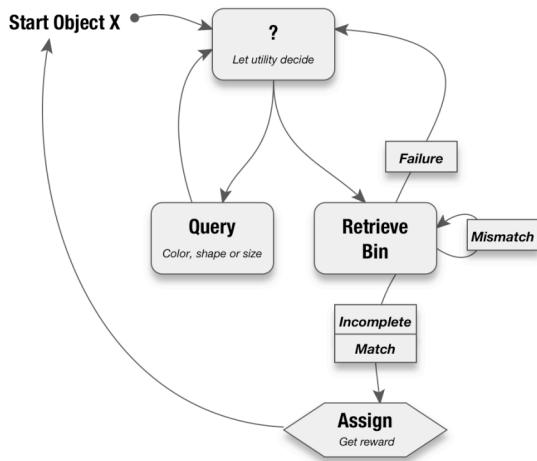 Start Object X
?
Let utility decide
Failure
Query
Color, shape or size
Retrieve
Bin
Mismatch
Incomplete
Match
Assign
Get reward